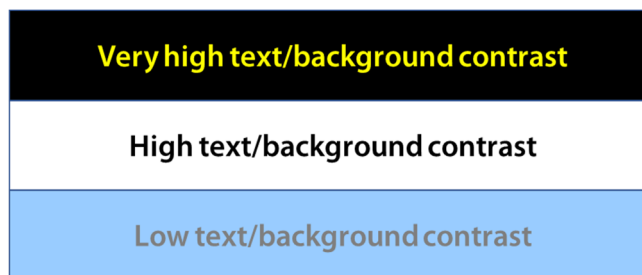 Very high text/background contrast
High text/background contrast
Low text/background contrast